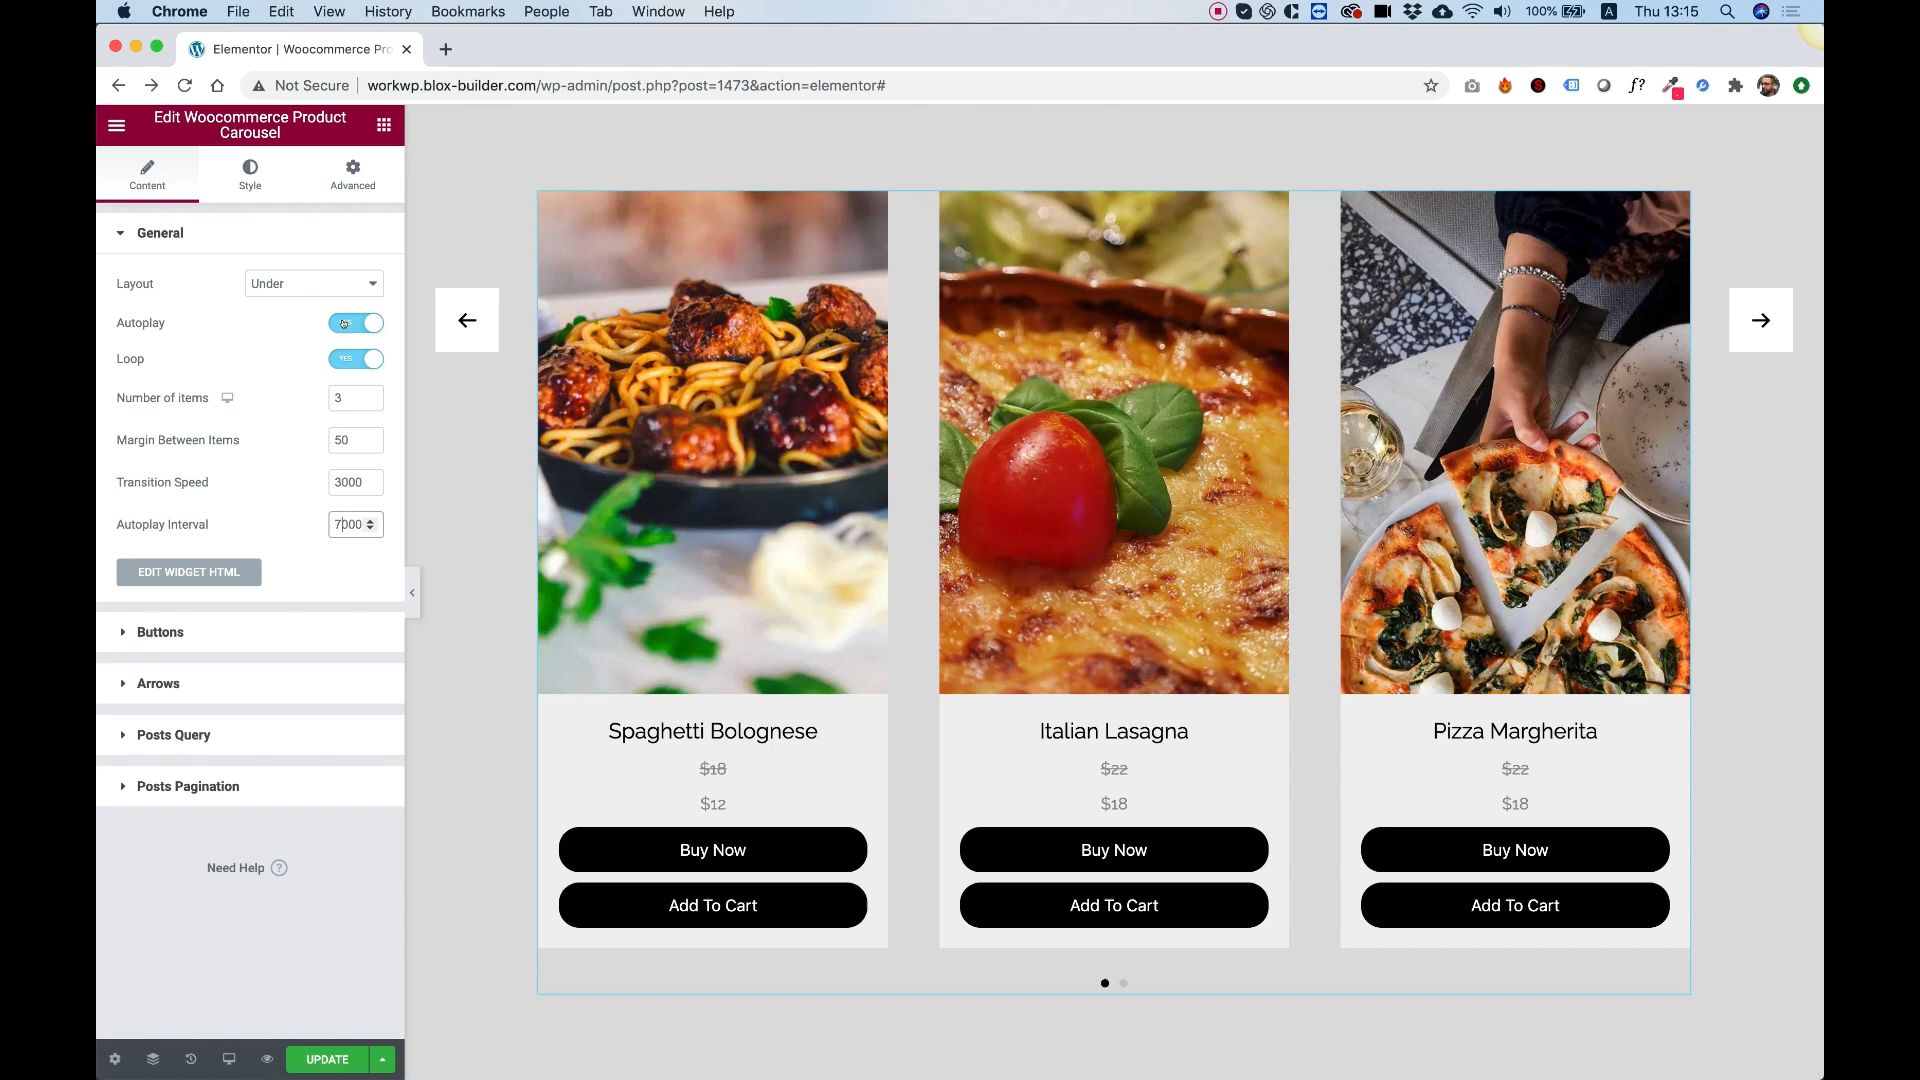 Chrome File Edit View History Bookmarks People Tab Window Help 100% A Thu 13:15
Elementor | Woocommerce Pro
Not Secure workwp.blox-builder.com/wp-admin/post.php?post=1473&action=elementor# f?
Edit Woocommerce Product
Carousel
Content Style Advanced
General
Layout Under
Autoplay
Loop YES
Number of items 3
Margin Between Items 50
Transition Speed 3000
Autoplay Interval 7000
EDIT WIDGET HTML
Buttons
Arrows
Posts Query
Posts Pagination
Need Help ?
UPDATE
Spaghetti Bolognese
$18
$12
Buy Now
Add To Cart
Italian Lasagna
$22
$18
Buy Now
Add To Cart
Pizza Margherita
$22
$18
Buy Now
Add To Cart